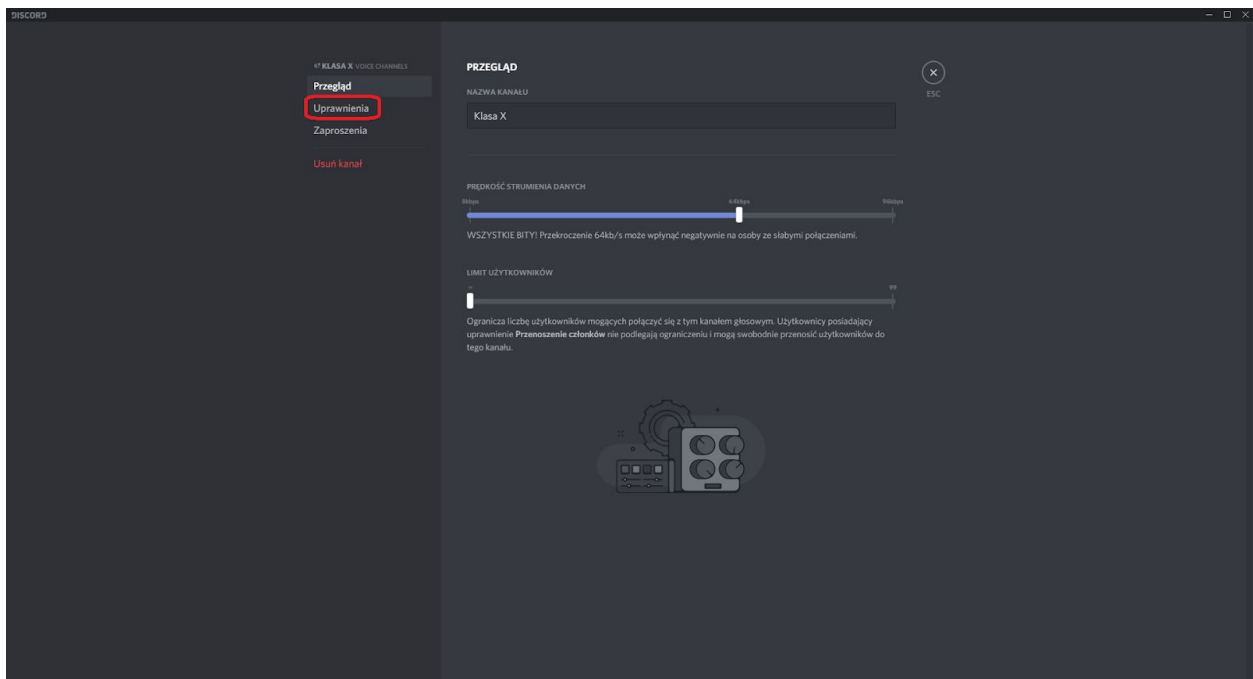 DISCORD
KLASA X VOICE CHANNELS
Przegląd
Uprawnienia
Zaproszenia
Usuń kanał
PRZEGLĄD
ESC
NAZWA KANAŁU
Klasa X
PRĘDKOŚĆ STRUMIENIA DANYCH
8kbps 64kbps 96kbps
WSZYSTKIE BITY! Przekroczenie 64kb/s może wpłynąć negatywnie na osoby ze słabymi połączeniami.
LIMIT UŻYTKOWNIKÓW
∞ 99
Ogranicza liczbę użytkowników mogących połączyć się z tym kanałem głosowym. Użytkownicy posiadający
uprawnienie Przenoszenie członków nie podlegają ograniczeniu i mogą swobodnie przenosić użytkowników do
tego kanału.